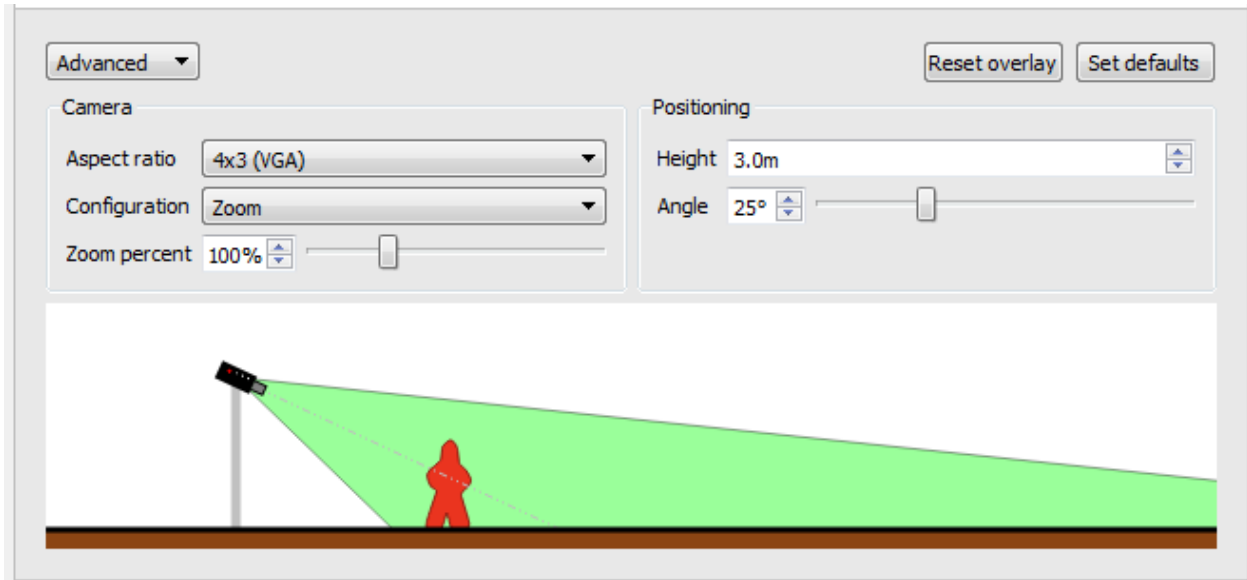 Advanced
Reset overlay
Set defaults
Camera
Aspect ratio 4x3 (VGA)
Configuration Zoom
Zoom percent 100%
Positioning
Height 3.0m
Angle 25°